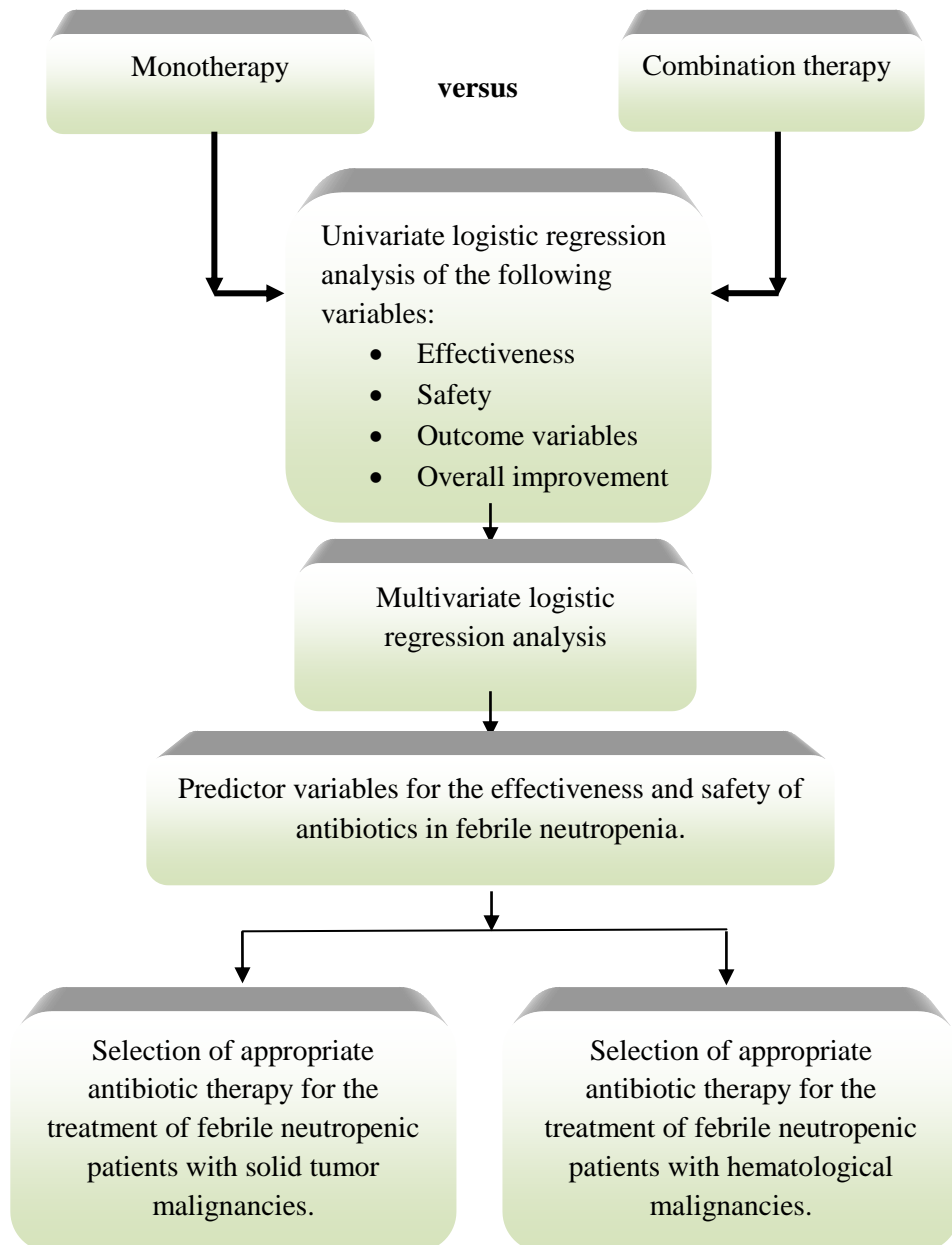 Monotherapy
versus
Combination therapy
Univariate logistic regression
analysis of the following
variables:
• Effectiveness
• Safety
• Outcome variables
• Overall improvement
Multivariate logistic
regression analysis
Predictor variables for the effectiveness and safety of
antibiotics in febrile neutropenia.
Selection of appropriate
antibiotic therapy for the
treatment of febrile neutropenic
patients with solid tumor
malignancies.
Selection of appropriate
antibiotic therapy for the
treatment of febrile neutropenic
patients with hematological
malignancies.